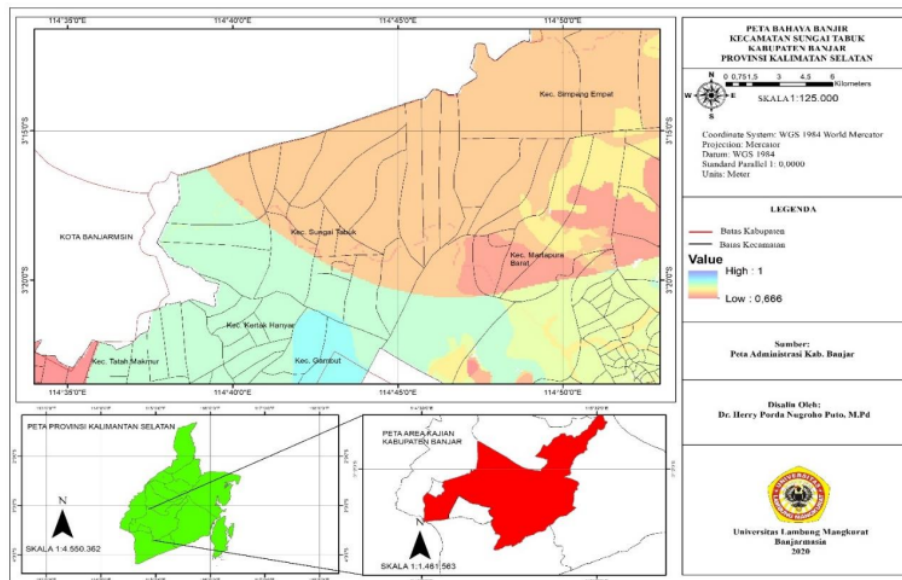 114°35'0"E 114°40'0"E 114°45'0"E 114°50'0"E
3°15'0"S
3°20'0"S
Kec. Simpang Empat
KOTA BANJARMSIN
Kec. Sungai Tabuk
Kec. Martapura
Barat
Kec. Kertak Hanyar
Kec. Tatah Makmur
Kec. Gambut
3°15'0"S
3°20'0"S
114°35'0"E 114°40'0"E 114°45'0"E 114°50'0"E
PETA BAHAYA BANJIR
KECAMATAN SUNGAI TABUK
KABUPATEN BANJAR
PROVINSI KALIMATAN SELATAN
N
W E
S
0 0,751,5 3 4,5 6
Kilometers
SKALA 1:125.000
Coordinate System: WGS 1984 World Mercator
Projection: Mercator
Datum: WGS 1984
Standard Parallel 1: 0,0000
Units: Meter
LEGENDA
Batas Kabupaten
Batas Kecamatan
Value
High : 1
Low : 0,666
Sumber:
Peta Administrasi Kab. Banjar
Disalin Oleh:
Dr. Herry Porda Nugroho Puto. M.Pd
UNIVERSITAS
LAMBUNG MANGKURAT
Universitas Lambung Mangkurat
Banjarmasin
2020
PETA PROVINSI KALIMANTAN SELATAN
N
SKALA 1:4.550.362
PETA AREA KAJIAN
KABUPATEN BANJAR
N
SKALA 1:1.461.563